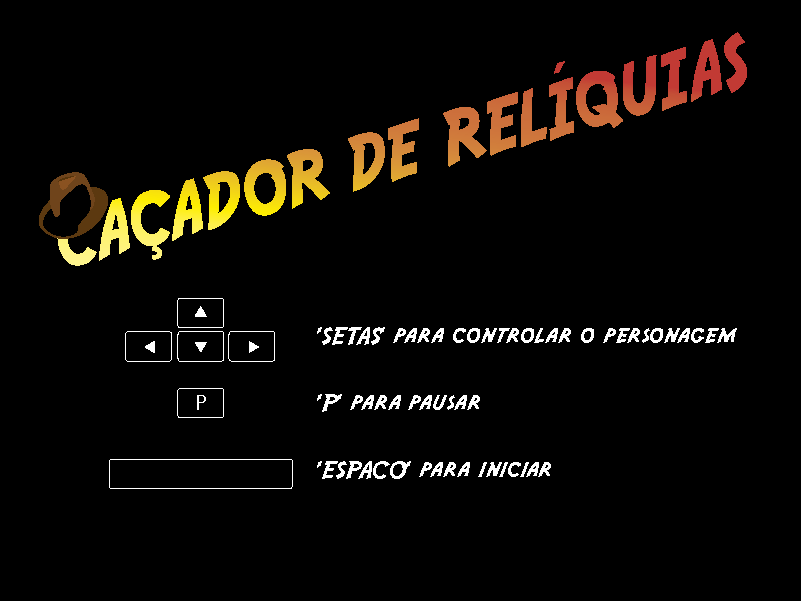 CAÇADOR DE RELÍQUIAS
'SETAS' PARA CONTROLAR O PERSONAGEM
P
'P' PARA PAUSAR
'ESPACO' PARA INICIAR